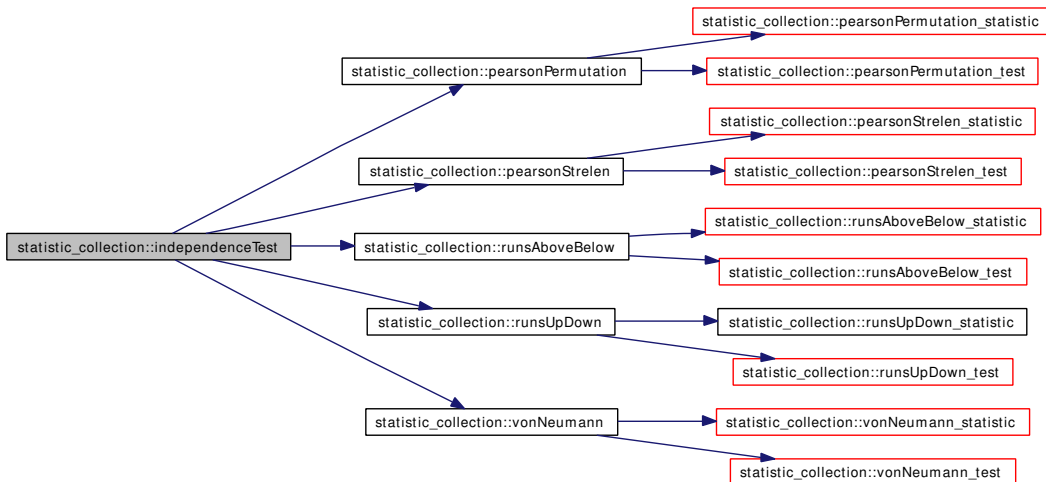 statistic_collection::pearsonPermutation_statistic
statistic_collection::pearsonPermutation
statistic_collection::pearsonPermutation_test
statistic_collection::pearsonStrelen_statistic
statistic_collection::pearsonStrelen
statistic_collection::pearsonStrelen_test
statistic_collection::runsAboveBelow_statistic
statistic_collection::independenceTest
statistic_collection::runsAboveBelow
statistic_collection::runsAboveBelow_test
statistic_collection::runsUpDown
statistic_collection::runsUpDown_statistic
statistic_collection::runsUpDown_test
statistic_collection::vonNeumann
statistic_collection::vonNeumann_statistic
statistic_collection::vonNeumann_test